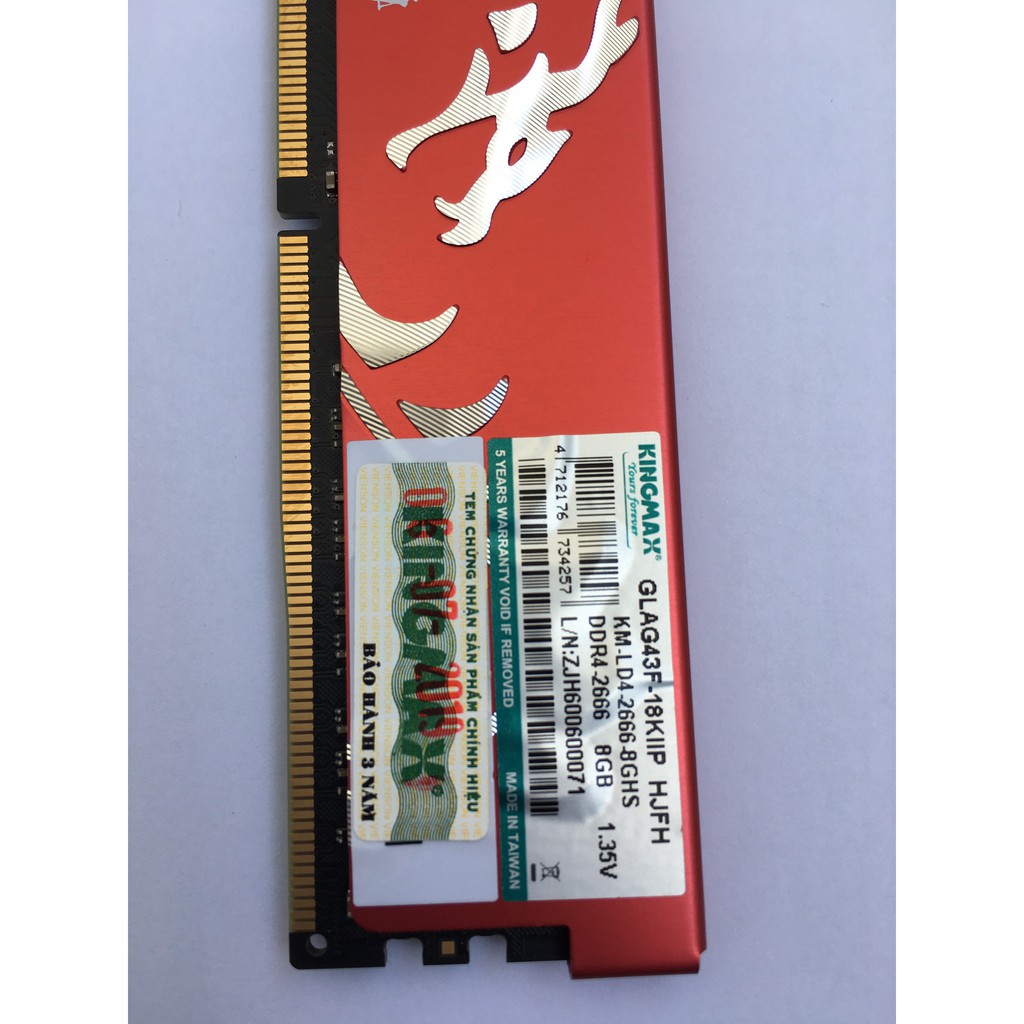 KINGMAX®
Yours forever
GLAG43F-18KIIP HJFH
KM-LD4-2666-8GHS
DDR4-2666 8GB 1.35V
4 712176 734257
L/N:ZJH600600071
5 YEARS WARRANTY VOID IF REMOVED MADE IN TAIWAN
TEM CHỨNG NHẬN SẢN PHẨM CHÍNH HIỆU
KINGMAX®
BẢO HÀNH 3 NĂM